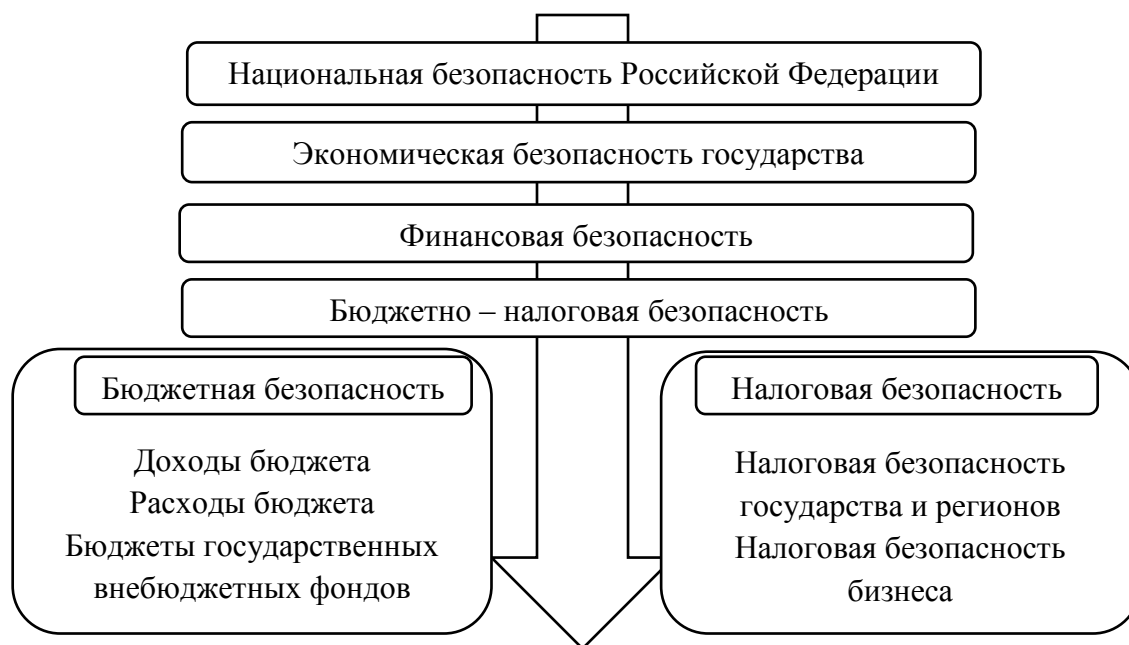 Национальная безопасность Российской Федерации
Экономическая безопасность государства
Финансовая безопасность
Бюджетно – налоговая безопасность
Бюджетная безопасность
Доходы бюджета
Расходы бюджета
Бюджеты государственных
внебюджетных фондов
Налоговая безопасность
Налоговая безопасность
государства и регионов
Налоговая безопасность
бизнеса